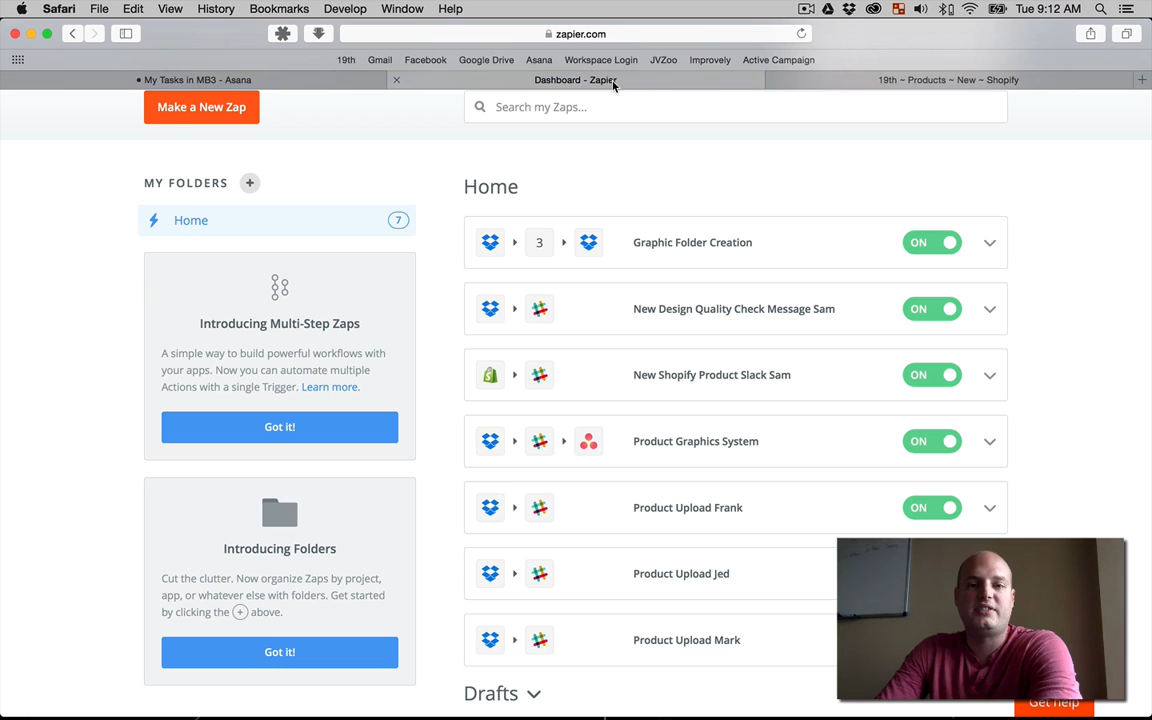 Safari File Edit View History Bookmarks Develop Window Help Tue 9:12 AM
zapier.com
19th Gmail Facebook Google Drive Asana Workspace Login JVZoo Improvely Active Campaign
My Tasks in MB3 - Asana Dashboard - Zapier 19th ~ Products ~ New ~ Shopify
Make a New Zap
Search my Zaps...
MY FOLDERS
Home 7
Introducing Multi-Step Zaps
A simple way to build powerful workflows with
your apps. Now you can automate multiple
Actions with a single Trigger. Learn more.
Got it!
Introducing Folders
Cut the clutter. Now organize Zaps by project,
app, or whatever else with folders. Get started
by clicking the + above.
Got it!
Home
3 Graphic Folder Creation ON
New Design Quality Check Message Sam ON
New Shopify Product Slack Sam ON
Product Graphics System ON
Product Upload Frank ON
Product Upload Jed
Product Upload Mark
Drafts
Get help